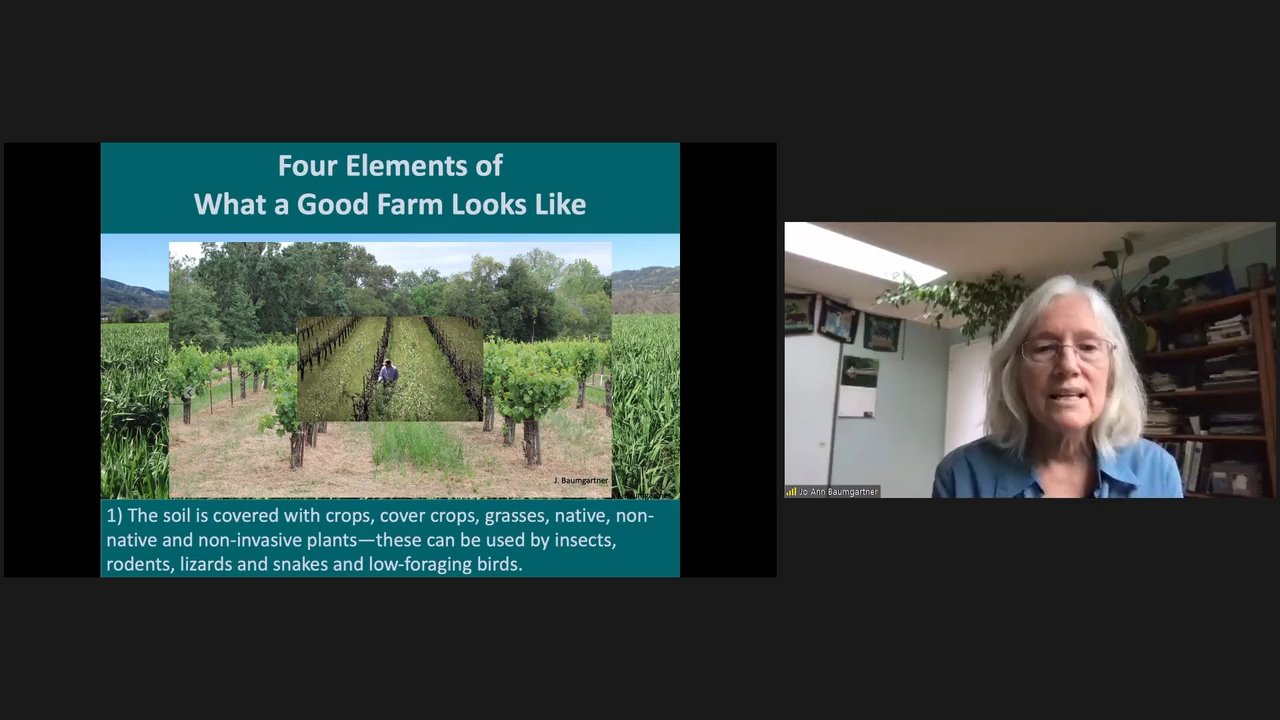 Four Elements of
What a Good Farm Looks Like
J. Baumgartner
1) The soil is covered with crops, cover crops, grasses, native, non-
native and non-invasive plants—these can be used by insects,
rodents, lizards and snakes and low-foraging birds.
Jo Ann Baumgartner